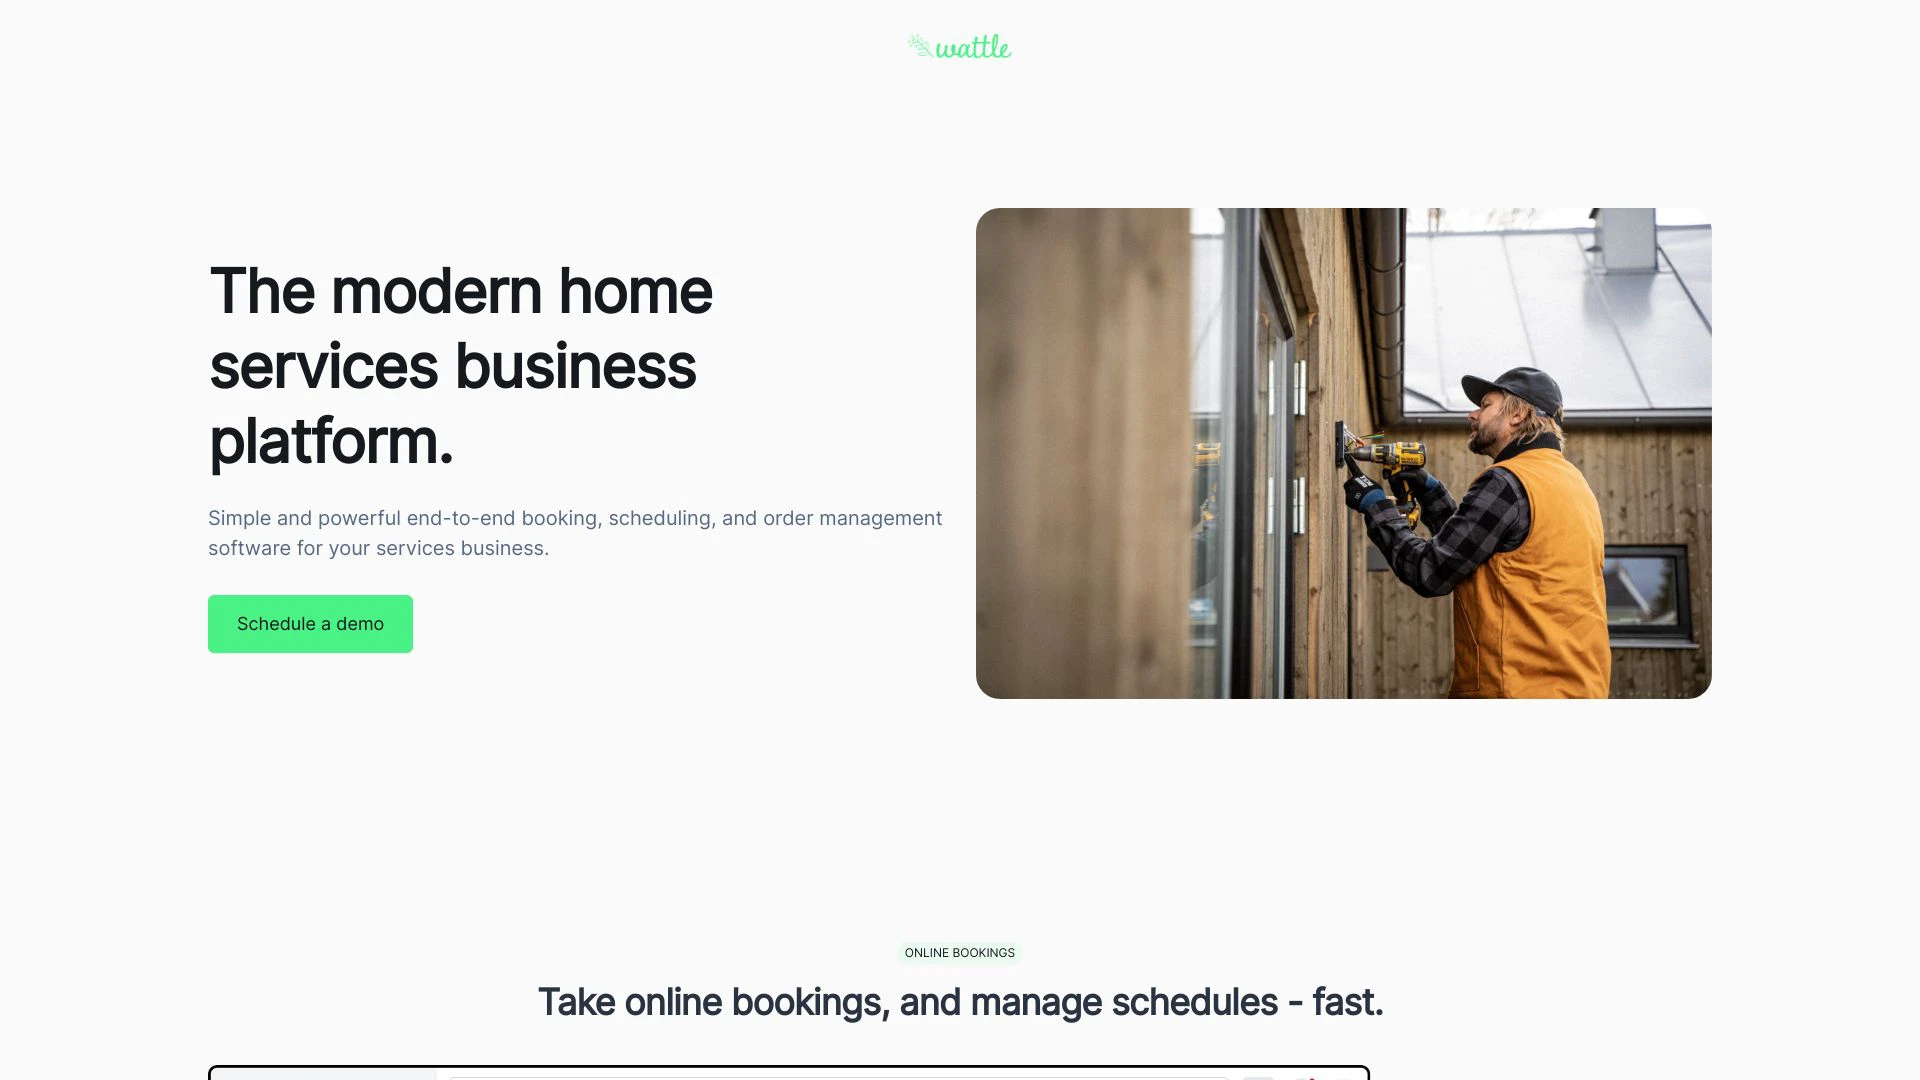 wattle
The modern home
services business
platform.
Simple and powerful end-to-end booking, scheduling, and order management
software for your services business.
Schedule a demo
ONLINE BOOKINGS
Take online bookings, and manage schedules - fast.